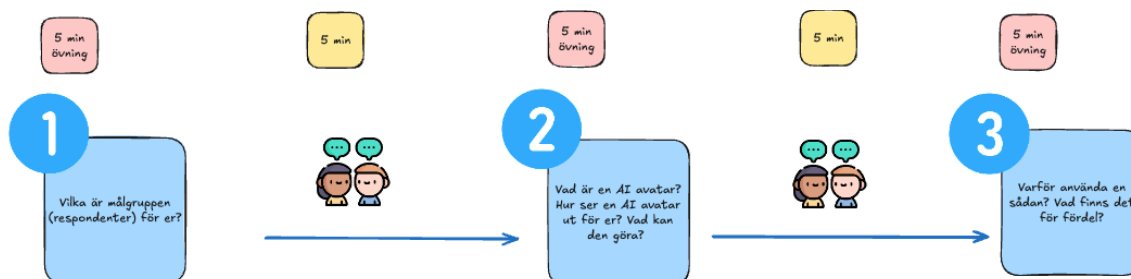 5 min
övning
5 min
5 min
övning
5 min
5 min
övning
1
Vilka är målgruppen
(respondenter) för er?
2
Vad är en AI avatar?
Hur ser en AI avatar
ut för er? Vad kan
den göra?
3
Varför använda en
sådan? Vad finns det
för fördel?